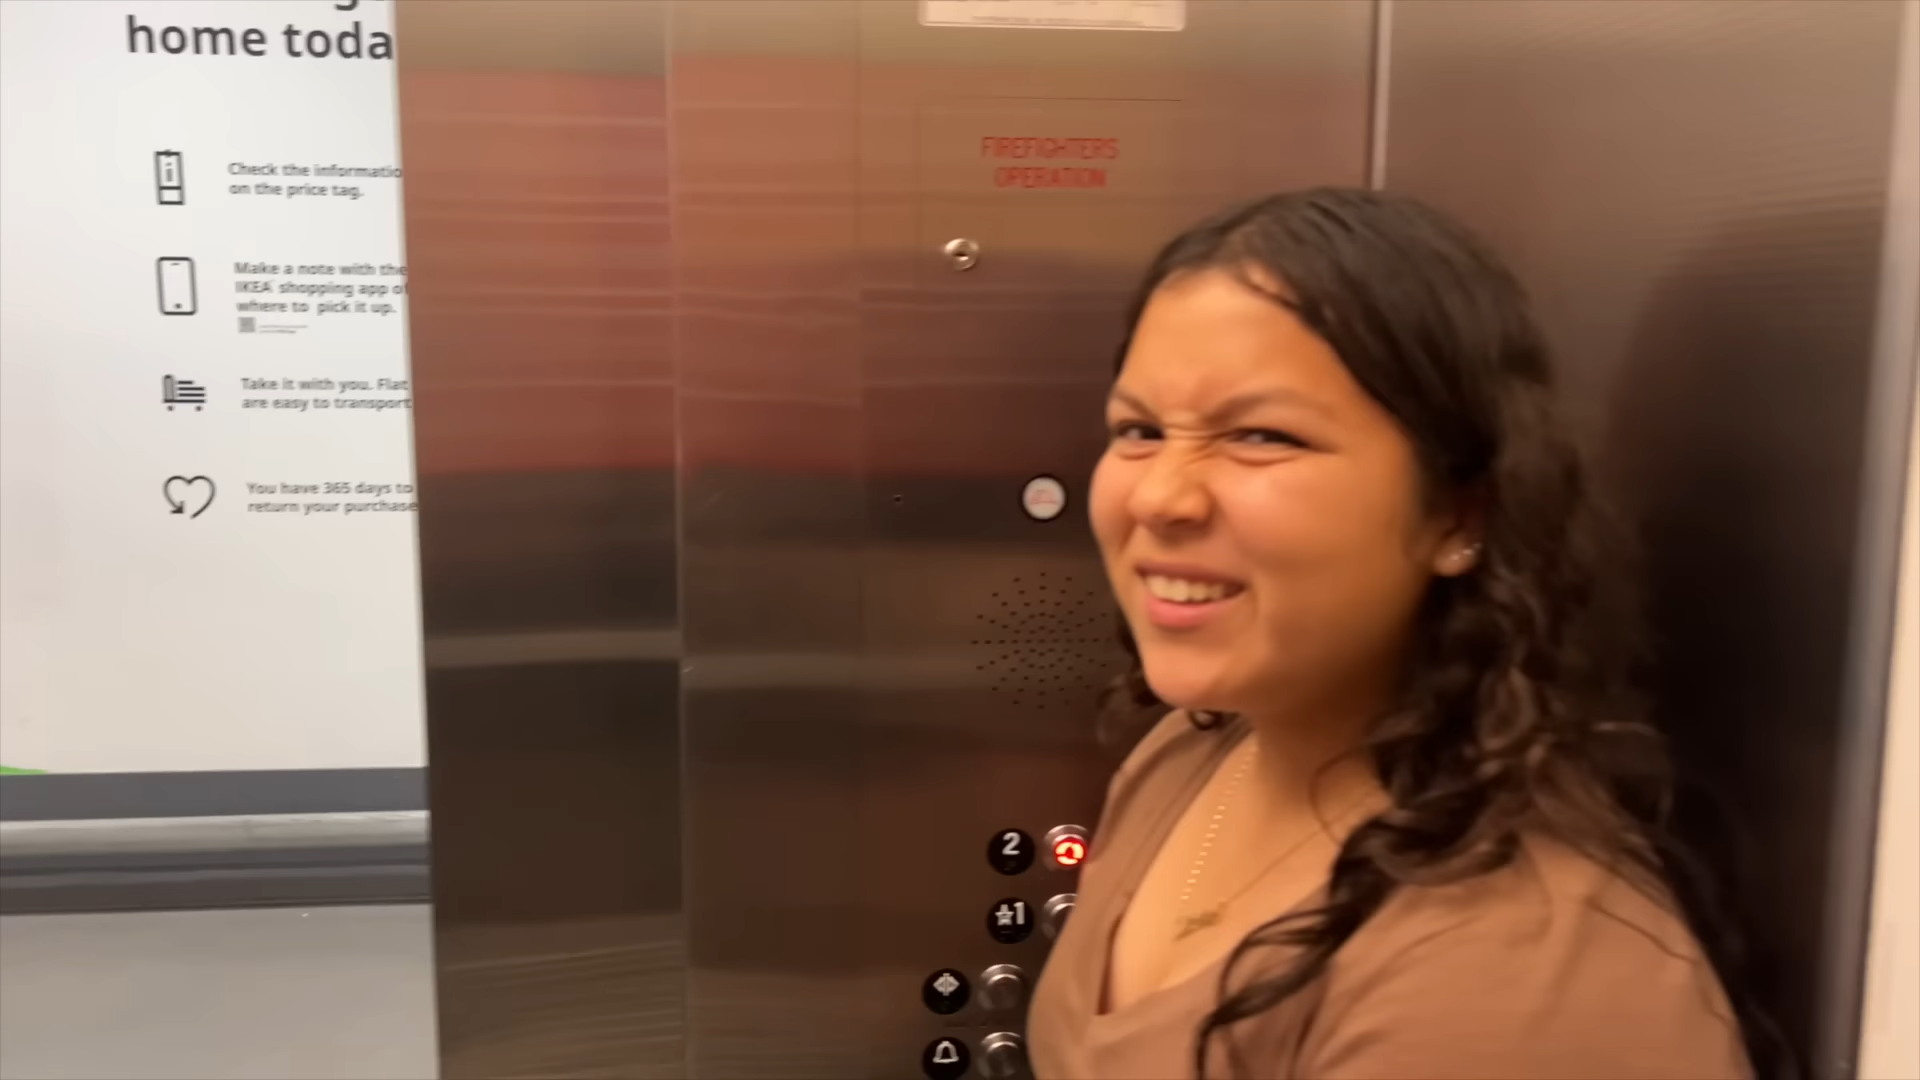 home toda
Check the informatio
on the price tag.
Make a note with the
IKEA shopping app of
where to pick it up.
Take it with you. Flat
are easy to transport
You have 365 days to
return your purchase
FIREFIGHTERS
OPERATION
2
★1